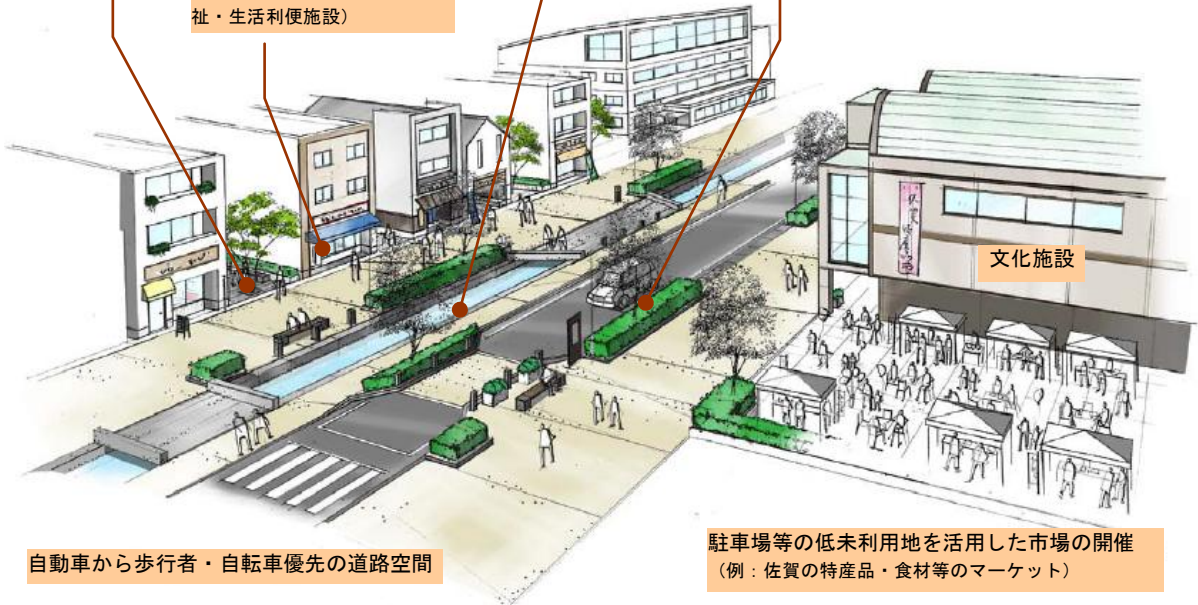 祉・生活利便施設）
文化施設
自動車から歩行者・自転車優先の道路空間
駐車場等の低未利用地を活用した市場の開催
（例：佐賀の特産品・食材等のマーケット）